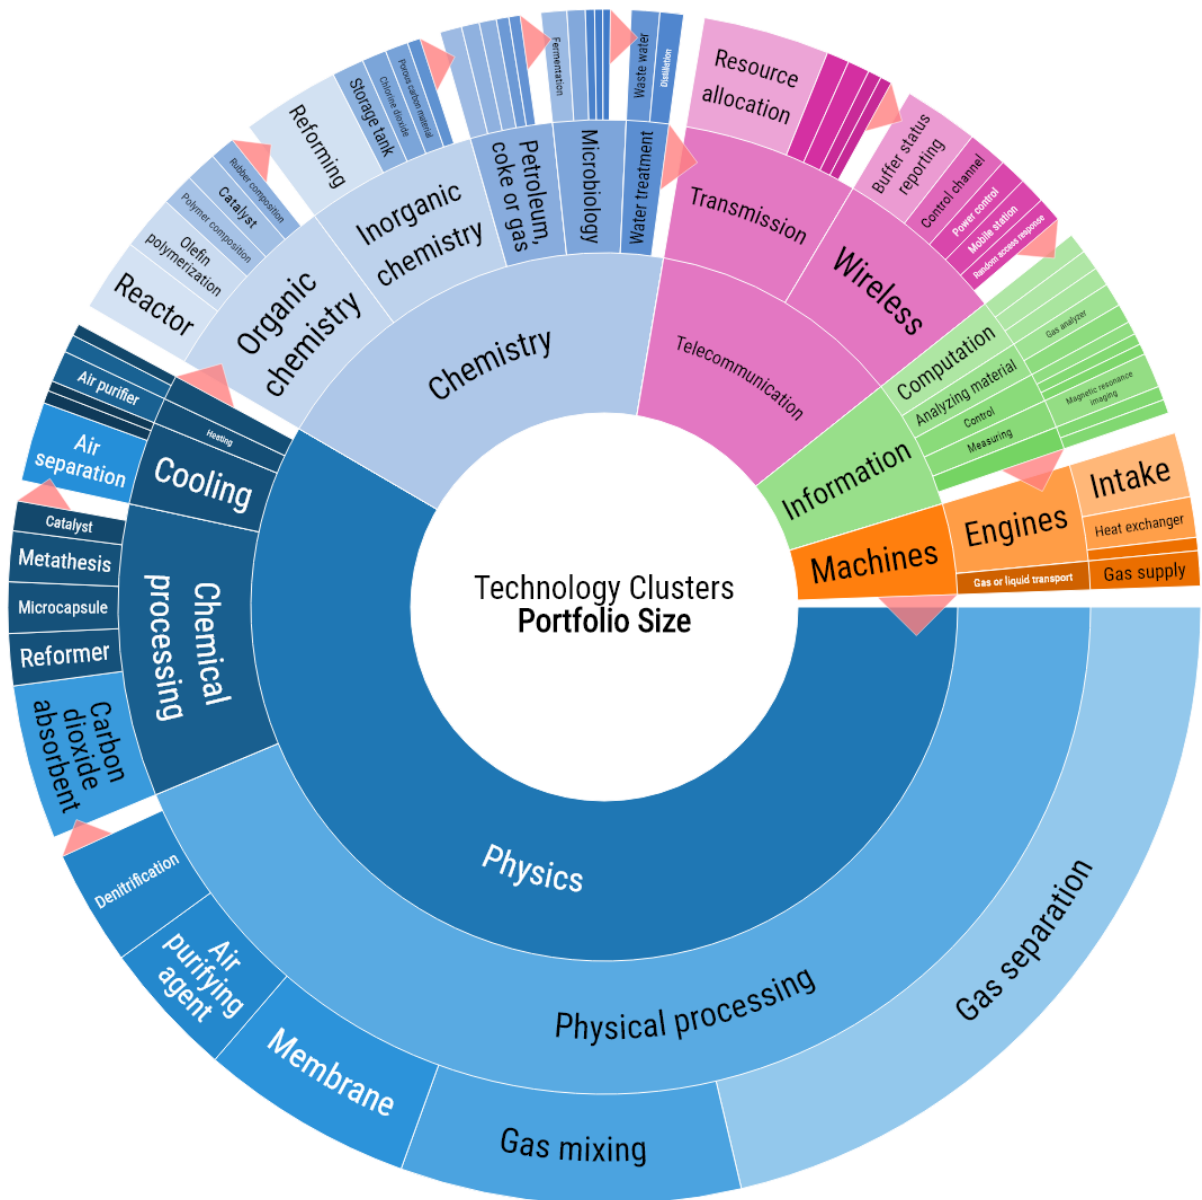 Technology Clusters
Portfolio Size
Chemistry
Organic
chemistry
Reactor
Olefin
polymerization
Polymer composition
Catalyst
Rubber composition
Inorganic
chemistry
Reforming
Storage tank
Chlorine dioxide
Porous carbon material
Petroleum,
coke or gas
Microbiology
Fermentation
Water treatment
Waste water
Distillation
Telecommunication
Transmission
Resource
allocation
Wireless
Buffer status
reporting
Control channel
Power control
Mobile station
Random access response
Information
Computation
Analyzing material
Gas analyzer
Control
Measuring
Magnetic resonance
imaging
Machines
Engines
Intake
Heat exchanger
Gas or liquid transport
Gas supply
Physics
Physical processing
Gas separation
Gas mixing
Membrane
Air
purifying
agent
Denitrification
Chemical
processing
Carbon
dioxide
absorbent
Reformer
Microcapsule
Metathesis
Catalyst
Cooling
Air
separation
Air purifier
Heating